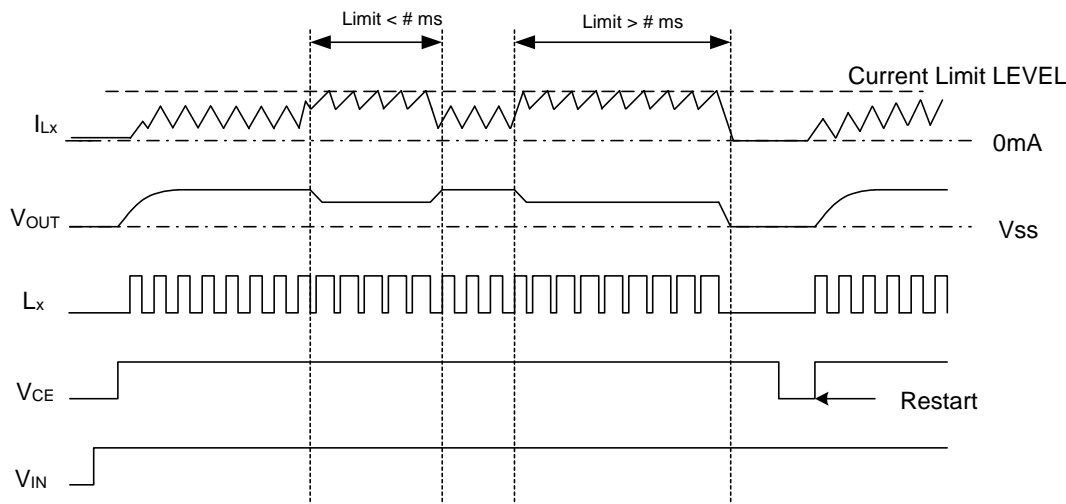 Limit < # ms
Limit > # ms
Current Limit LEVEL
ILx
0mA
VOUT
Vss
Lx
VCE
Restart
VIN